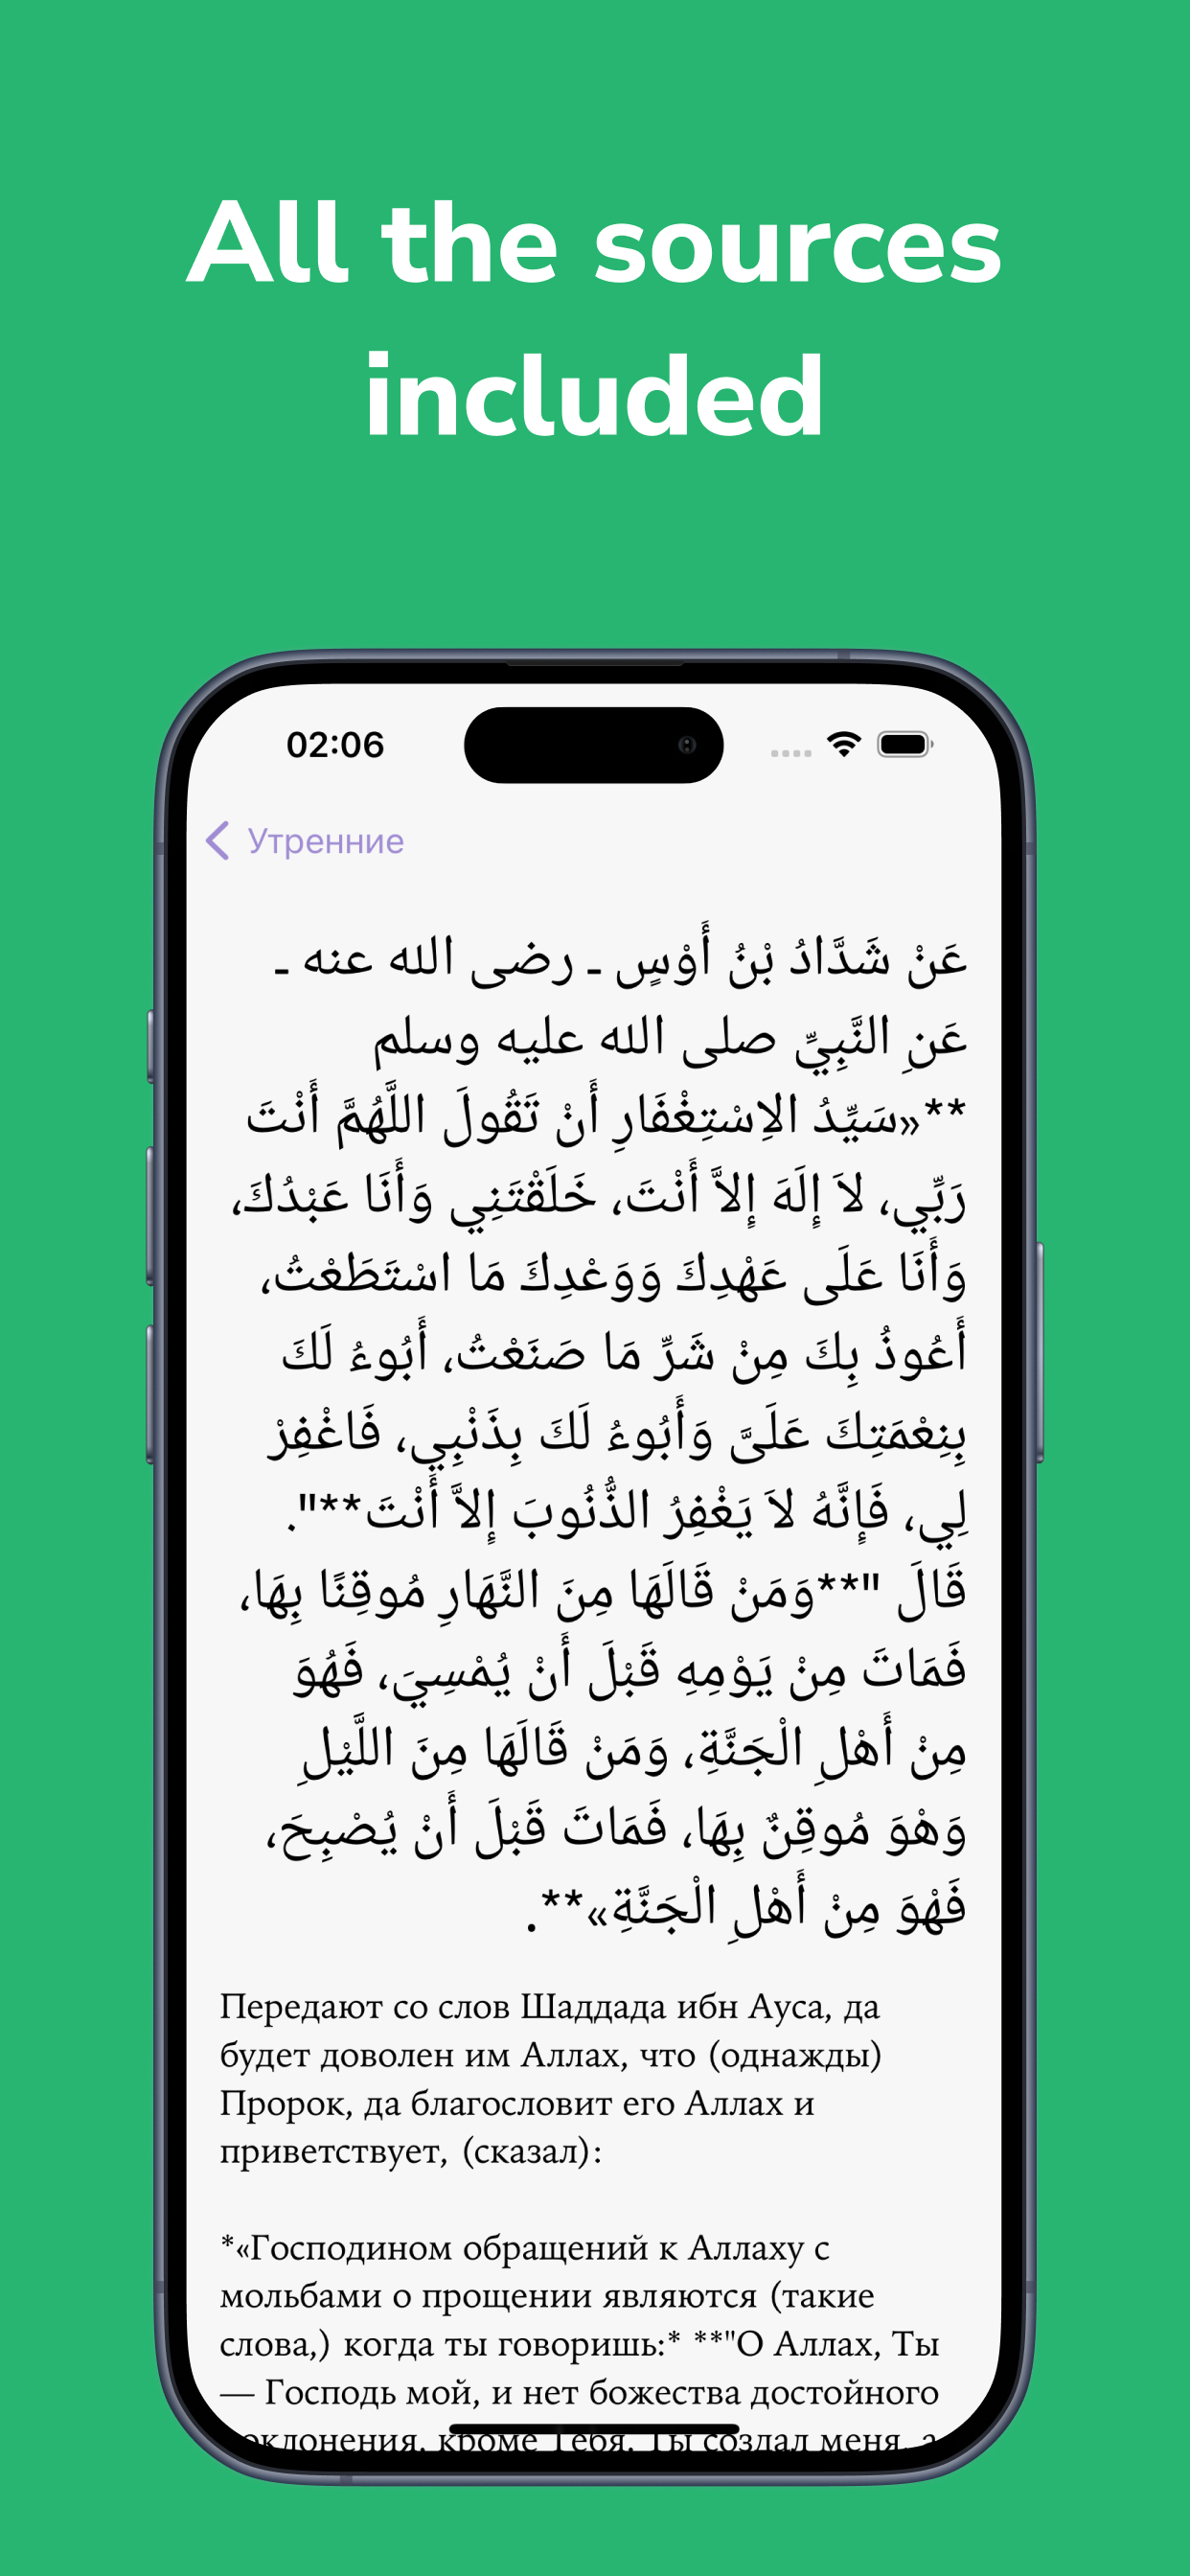 All the sources
included
02:06
Утренние
عَنْ شَدَّادُ بْنُ أَوْسٍ ـ رضى الله عنه ـ
عَنِ النَّبِيِّ صلى الله عليه وسلم
**«سَيِّدُ الاِسْتِغْفَارِ أَنْ تَقُولَ اللَّهُمَّ أَنْتَ
رَبِّي، لاَ إِلَهَ إِلاَّ أَنْتَ، خَلَقْتَنِي وَأَنَا عَبْدُكَ،
وَأَنَا عَلَى عَهْدِكَ وَوَعْدِكَ مَا اسْتَطَعْتُ،
أَعُوذُ بِكَ مِنْ شَرِّ مَا صَنَعْتُ، أَبُوءُ لَكَ
بِنِعْمَتِكَ عَلَىَّ وَأَبُوءُ لَكَ بِذَنْبِي، فَاغْفِرْ
لِي، فَإِنَّهُ لاَ يَغْفِرُ الذُّنُوبَ إِلاَّ أَنْتَ**".
قَالَ "**وَمَنْ قَالَهَا مِنَ النَّهَارِ مُوقِنًا بِهَا،
فَمَاتَ مِنْ يَوْمِهِ قَبْلَ أَنْ يُمْسِيَ، فَهُوَ
مِنْ أَهْلِ الْجَنَّةِ، وَمَنْ قَالَهَا مِنَ اللَّيْلِ
وَهْوَ مُوقِنٌ بِهَا، فَمَاتَ قَبْلَ أَنْ يُصْبِحَ،
فَهْوَ مِنْ أَهْلِ الْجَنَّةِ»**.
Передают со слов Шаддада ибн Ауса, да
будет доволен им Аллах, что (однажды)
Пророк, да благословит его Аллах и
приветствует, (сказал):
*«Господином обращений к Аллаху с
мольбами о прощении являются (такие
слова,) когда ты говоришь:* **"О Аллах, Ты
— Господь мой, и нет божества достойного
кроме Тебя. Ты создал меня, а